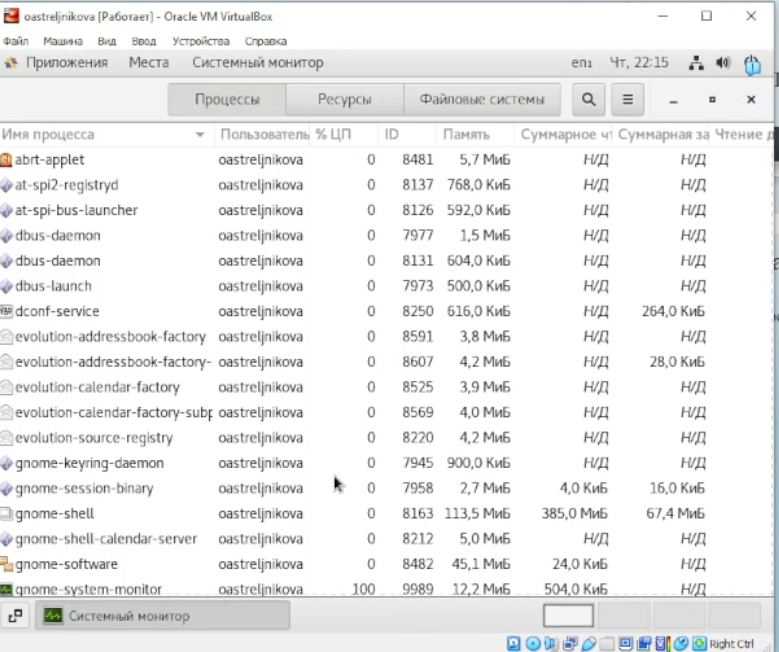 oastreljnikova [Работает] - Oracle VM VirtualBox
Файл Машина Вид Ввод Устройства Справка
Приложения Места Системный монитор en1 Чт, 22:15
Процессы Ресурсы Файловые системы
Имя процесса Пользователь % ЦП ID Память Суммарное чт Суммарная за Чтение д
abrt-applet oastreljnikova 0 8481 5,7 МиБ Н/Д Н/Д
at-spi2-registryd oastreljnikova 0 8137 768,0 КиБ Н/Д Н/Д
at-spi-bus-launcher oastreljnikova 0 8126 592,0 КиБ Н/Д Н/Д
dbus-daemon oastreljnikova 0 7977 1,5 МиБ Н/Д Н/Д
dbus-daemon oastreljnikova 0 8131 604,0 КиБ Н/Д Н/Д
dbus-launch oastreljnikova 0 7973 500,0 КиБ Н/Д Н/Д
dconf-service oastreljnikova 0 8250 616,0 КиБ Н/Д 264,0 КиБ
evolution-addressbook-factory oastreljnikova 0 8591 3,8 МиБ Н/Д Н/Д
evolution-addressbook-factory- oastreljnikova 0 8607 4,2 МиБ Н/Д 28,0 КиБ
evolution-calendar-factory oastreljnikova 0 8525 3,9 МиБ Н/Д Н/Д
evolution-calendar-factory-subp oastreljnikova 0 8569 4,0 МиБ Н/Д Н/Д
evolution-source-registry oastreljnikova 0 8220 4,2 МиБ Н/Д Н/Д
gnome-keyring-daemon oastreljnikova 0 7945 900,0 КиБ Н/Д Н/Д
gnome-session-binary oastreljnikova 0 7958 2,7 МиБ 4,0 КиБ 16,0 КиБ
gnome-shell oastreljnikova 0 8163 113,5 МиБ 385,0 МиБ 67,4 МиБ
gnome-shell-calendar-server oastreljnikova 0 8212 5,0 МиБ Н/Д Н/Д
gnome-software oastreljnikova 0 8482 45,1 МиБ 24,0 КиБ Н/Д
gnome-system-monitor oastreljnikova 100 9989 12,2 МиБ 504,0 КиБ Н/Д
Системный монитор
Right Ctrl